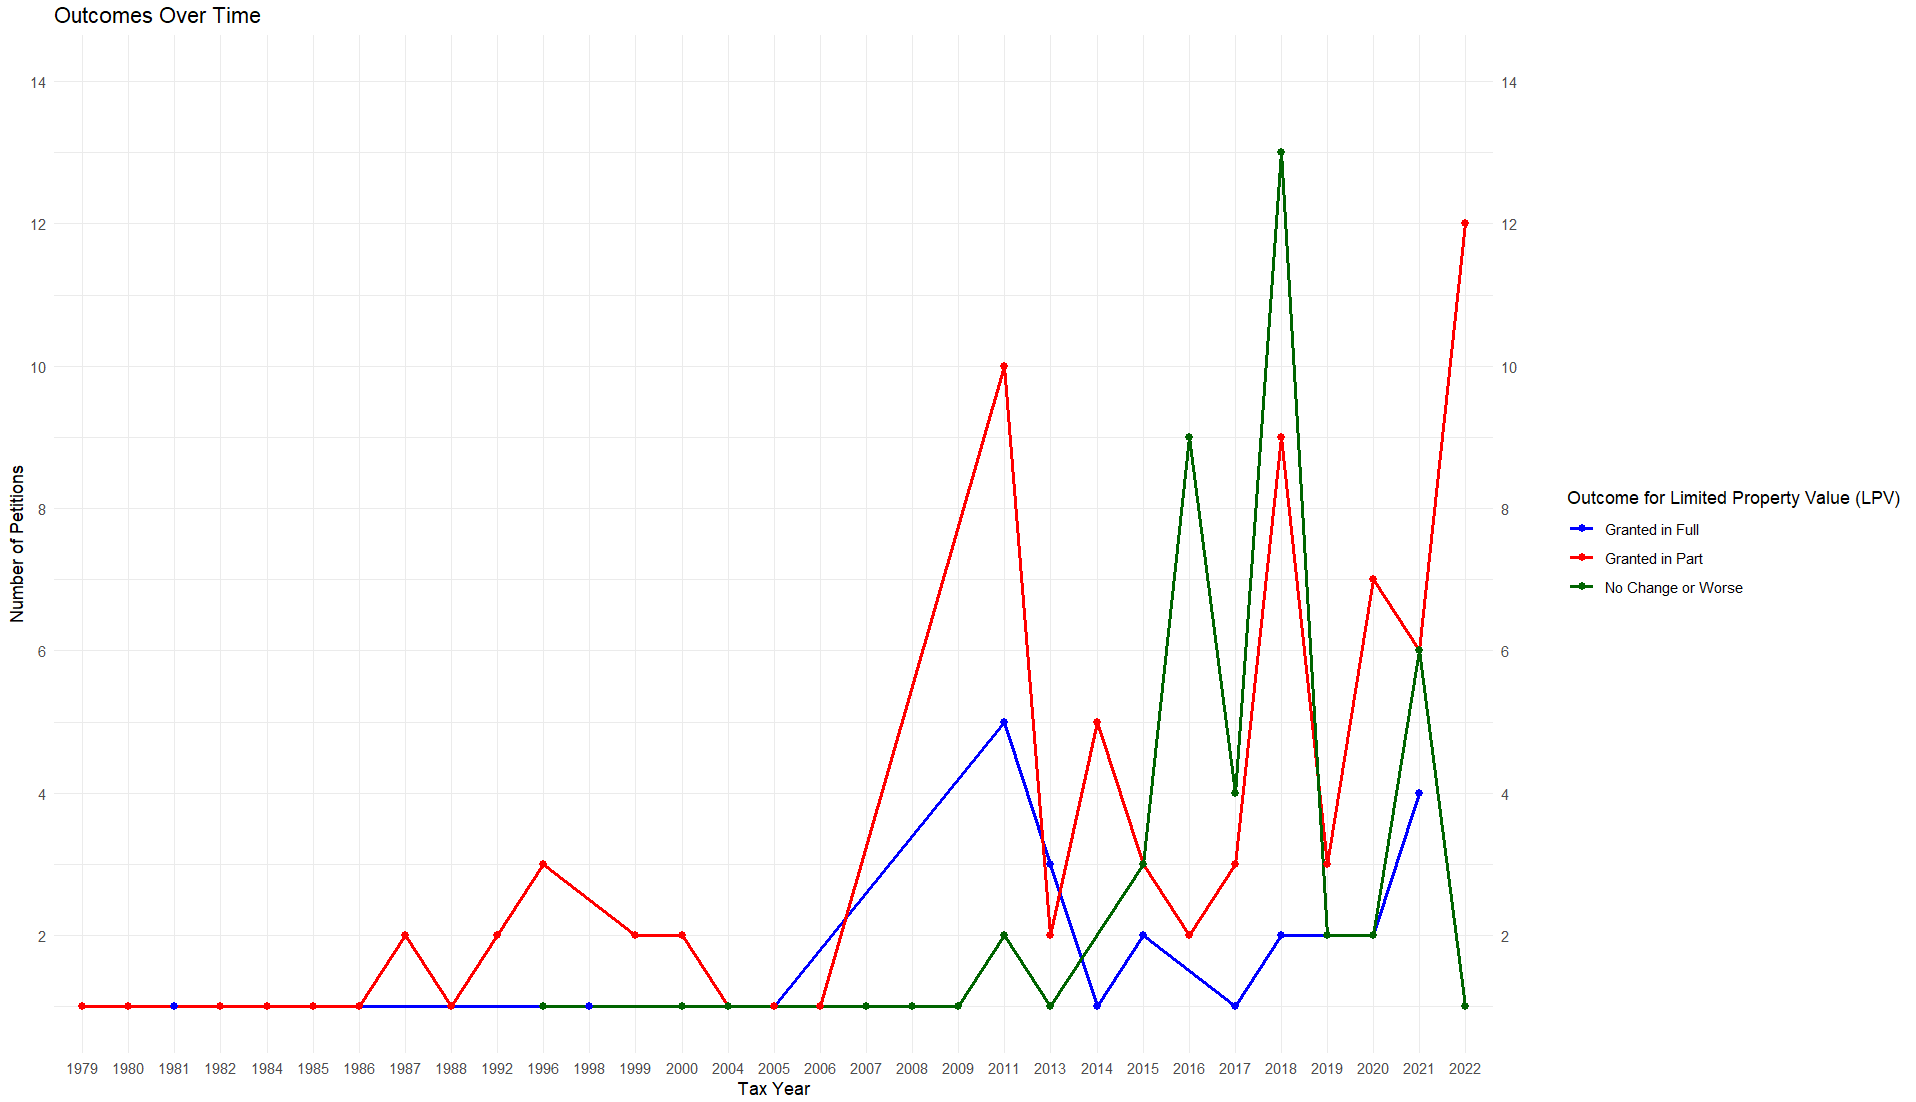 Outcomes Over Time
14
12
10
8
6
4
2
Number of Petitions
14
12
10
8
6
4
2
1979 1980 1981 1982 1984 1985 1986 1987 1988 1992 1996 1998 1999 2000 2004 2005 2006 2007 2008 2009 2011 2013 2014 2015 2016 2017 2018 2019 2020 2021 2022
Tax Year
Outcome for Limited Property Value (LPV)
Granted in Full
Granted in Part
No Change or Worse